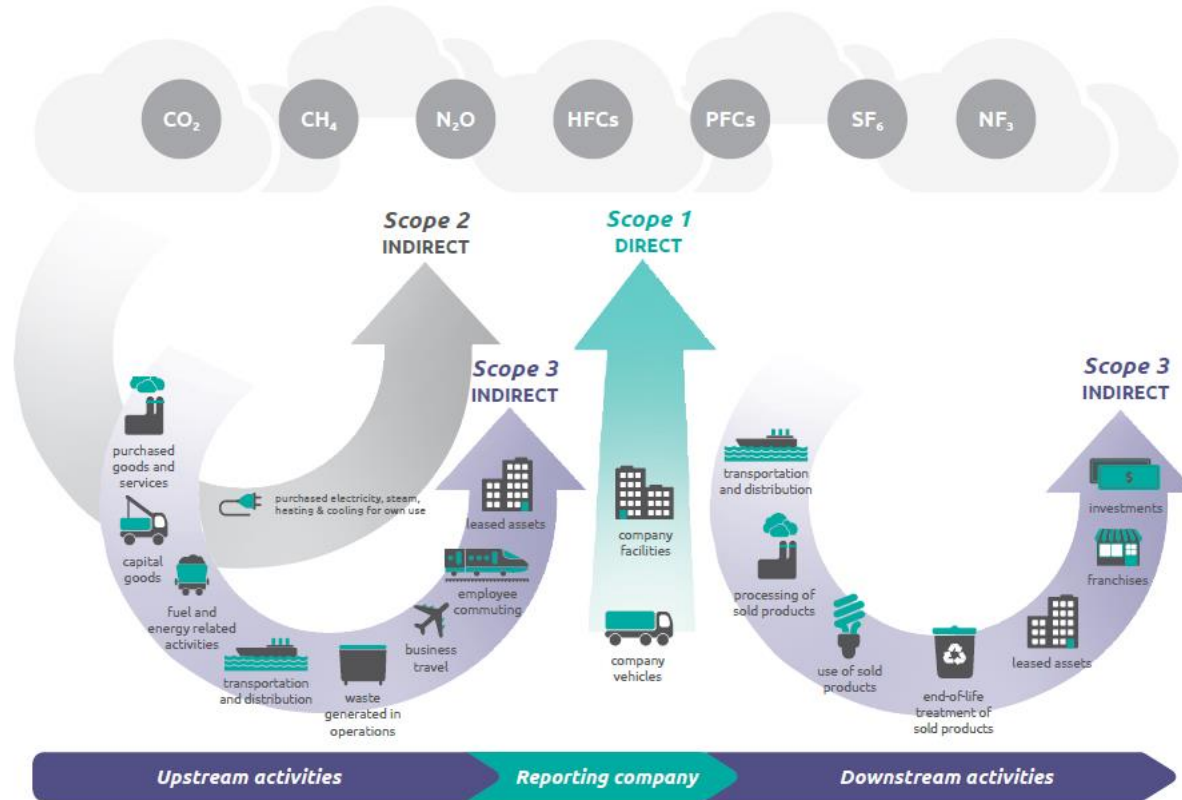 CO₂
CH₄
N₂O
HFCs
PFCs
SF₆
NF₃
Scope 2
INDIRECT
Scope 1
DIRECT
Scope 3
INDIRECT
Scope 3
INDIRECT
purchased
goods and
services
capital
goods
fuel and
energy related
activities
transportation
and distribution
waste
generated in
operations
business
travel
employee
commuting
leased assets
purchased electricity, steam,
heating & cooling for own use
company
facilities
company
vehicles
transportation
and distribution
processing of
sold products
use of sold
products
end-of-life
treatment of
sold products
leased assets
franchises
$
investments
Upstream activities
Reporting company
Downstream activities